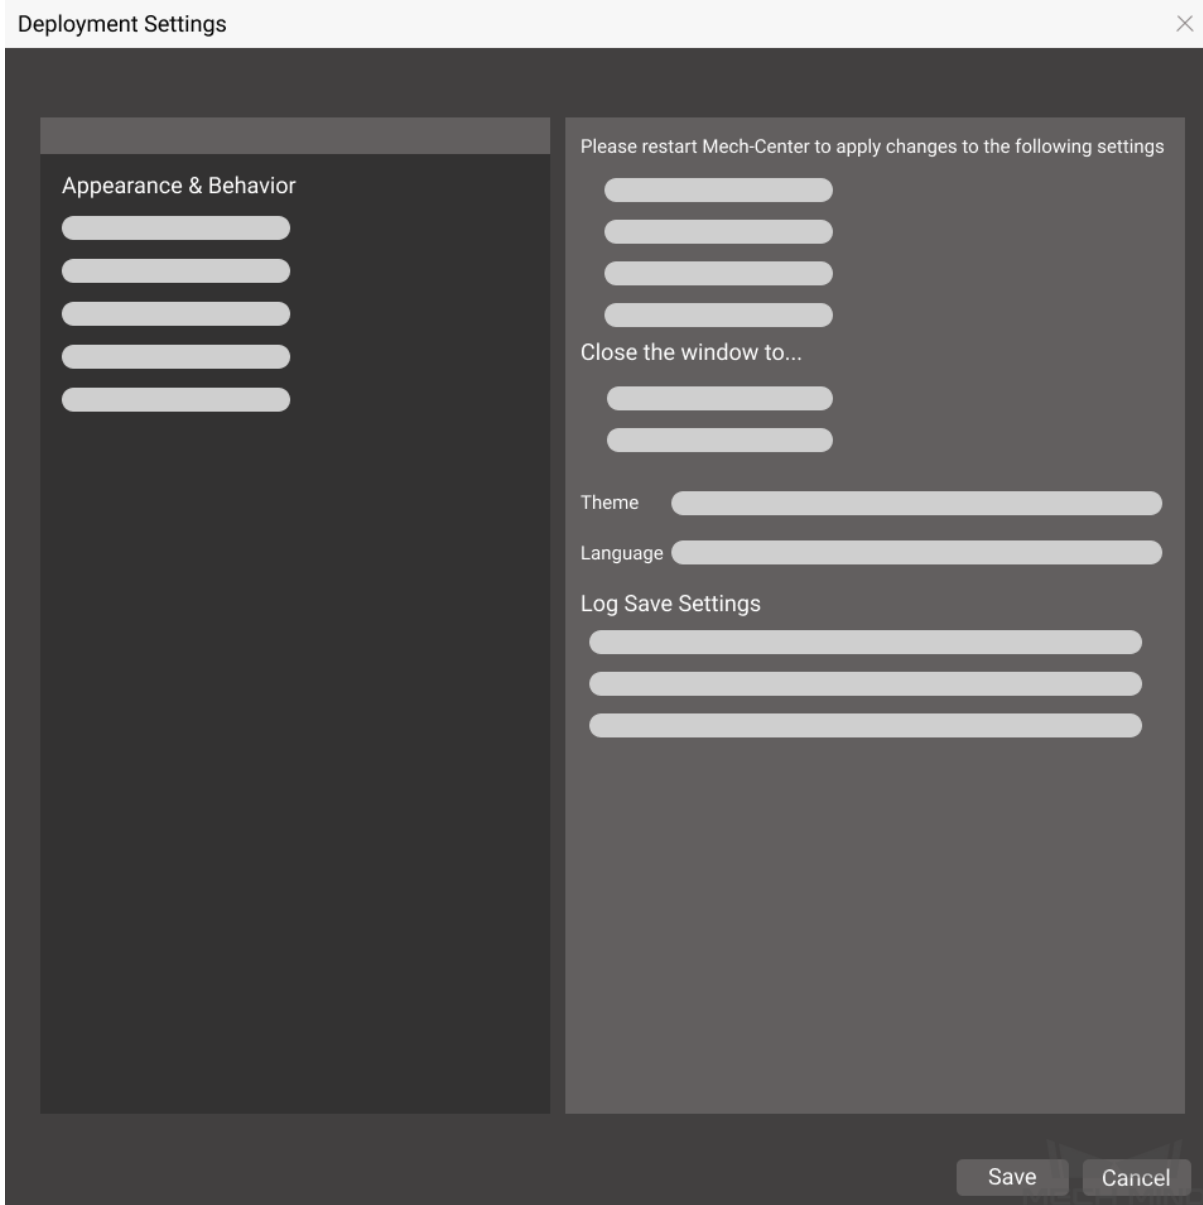 Deployment Settings
Appearance & Behavior
Please restart Mech-Center to apply changes to the following settings
Close the window to...
Theme
Language
Log Save Settings
Save
Cancel